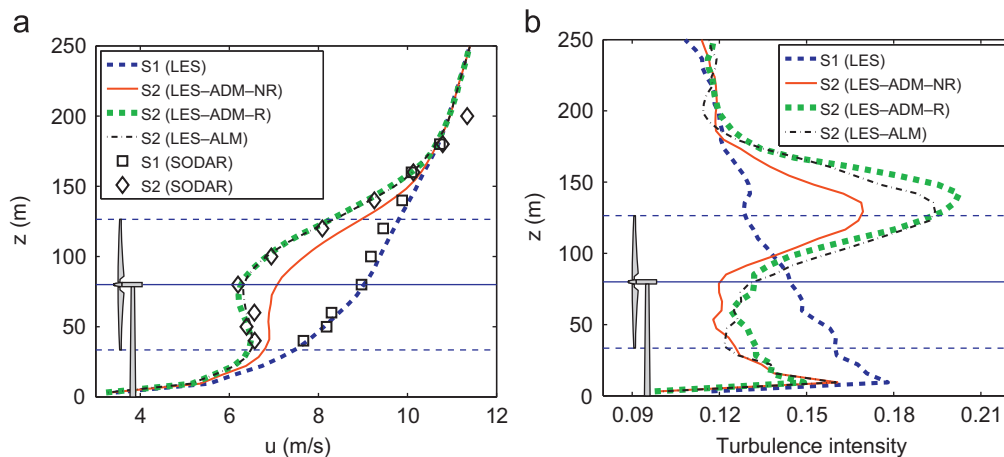 a
250
200
150
100
50
0
z (m)
4
6
8
10
12
u (m/s)
S1 (LES)
S2 (LES–ADM–NR)
S2 (LES–ADM–R)
S2 (LES–ALM)
S1 (SODAR)
S2 (SODAR)
b
250
200
150
100
50
0
z (m)
0.09
0.12
0.15
0.18
0.21
Turbulence intensity
S1 (LES)
S2 (LES–ADM–NR)
S2 (LES–ADM–R)
S2 (LES–ALM)